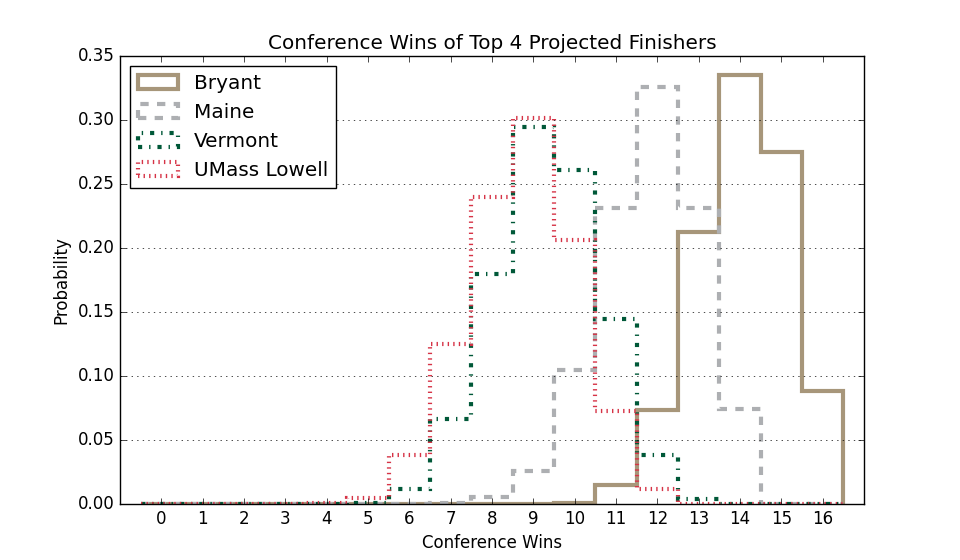 Conference Wins of Top 4 Projected Finishers
0.35
0.30
0.25
0.20
0.15
0.10
0.05
0.00
Probability
Bryant
Maine
Vermont
UMass Lowell
0 1 2 3 4 5 6 7 8 9 10 11 12 13 14 15 16
Conference Wins